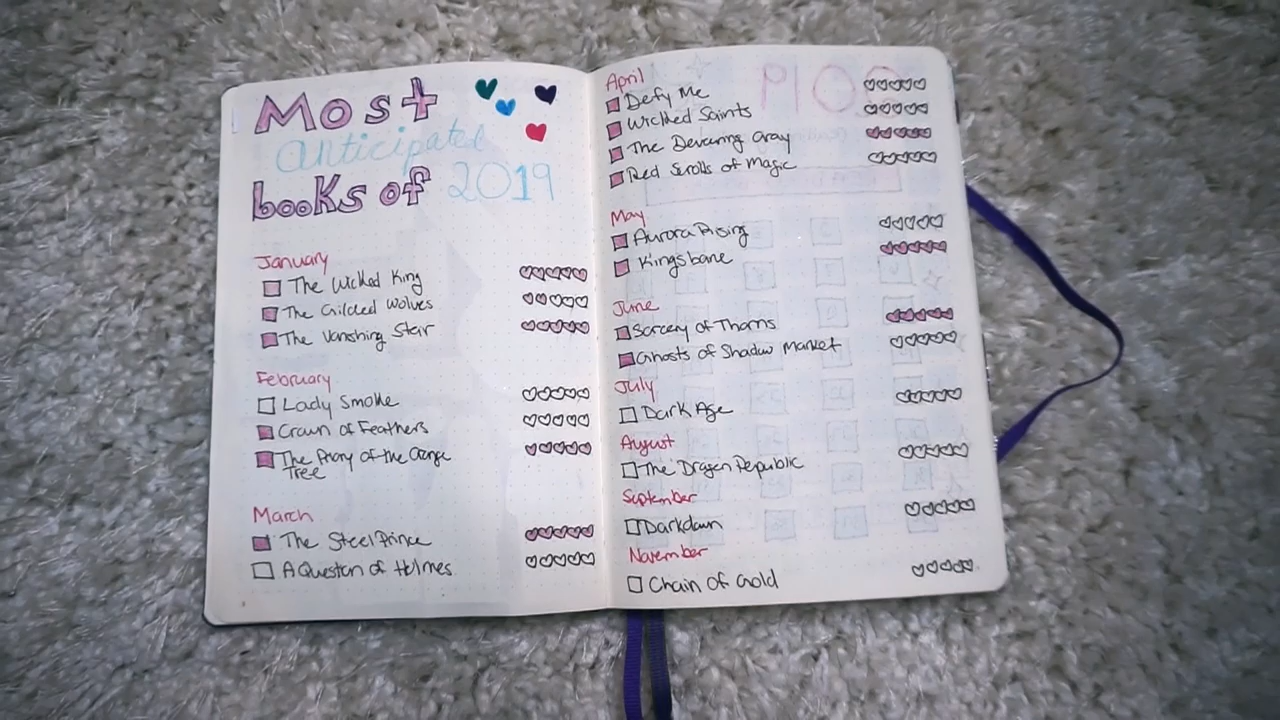 Most
anticipated
books of 2019
January
The Wicked King
The Gilded Wolves
The Vanishing Stair
February
Lady Smoke
Crown of Feathers
The Priory of the Orange
Tree
March
The Steel Prince
A Question of Holmes
April
Defy Me
Wicked Saints
The Devouring Gray
Red Scrolls of Magic
May
Aurora Rising
Kingsbane
June
Sorcery of Thorns
Ghosts of Shadow Market
July
Dark Age
August
The Dragon Republic
September
Darkdawn
November
Chain of Gold